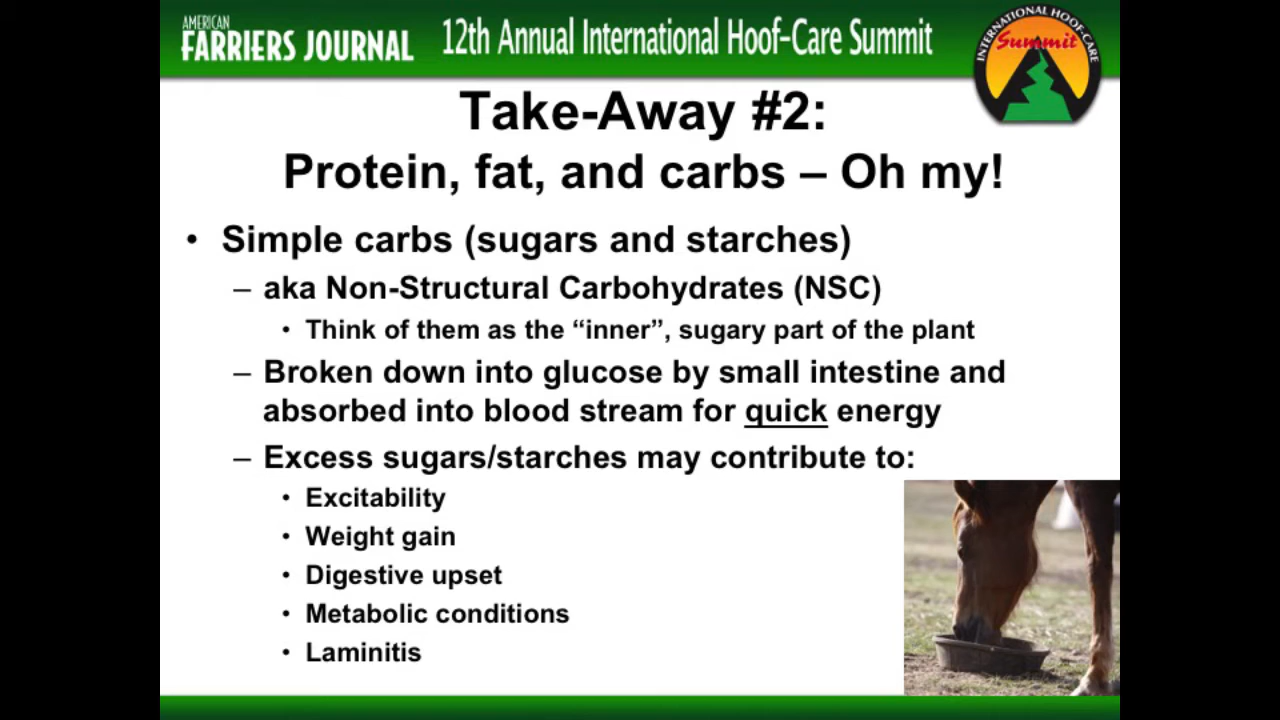 AMERICAN
FARRIERS JOURNAL
12th Annual International Hoof-Care Summit
INTERNATIONAL HOOF-CARE
Summit
Take-Away #2:
Protein, fat, and carbs – Oh my!
• Simple carbs (sugars and starches)
– aka Non-Structural Carbohydrates (NSC)
• Think of them as the “inner”, sugary part of the plant
– Broken down into glucose by small intestine and
absorbed into blood stream for quick energy
– Excess sugars/starches may contribute to:
• Excitability
• Weight gain
• Digestive upset
• Metabolic conditions
• Laminitis